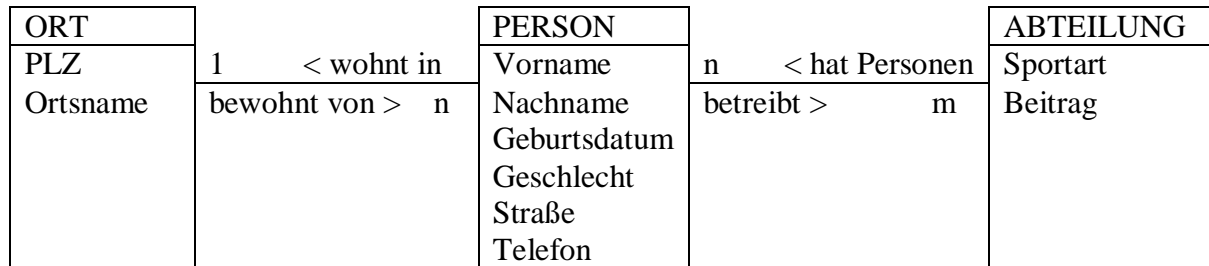 ORT PERSON ABTEILUNG
PLZ 1 < wohnt in Vorname n < hat Personen Sportart
Ortsname bewohnt von > n Nachname betreibt > m Beitrag
Geburtsdatum
Geschlecht
Straße
Telefon